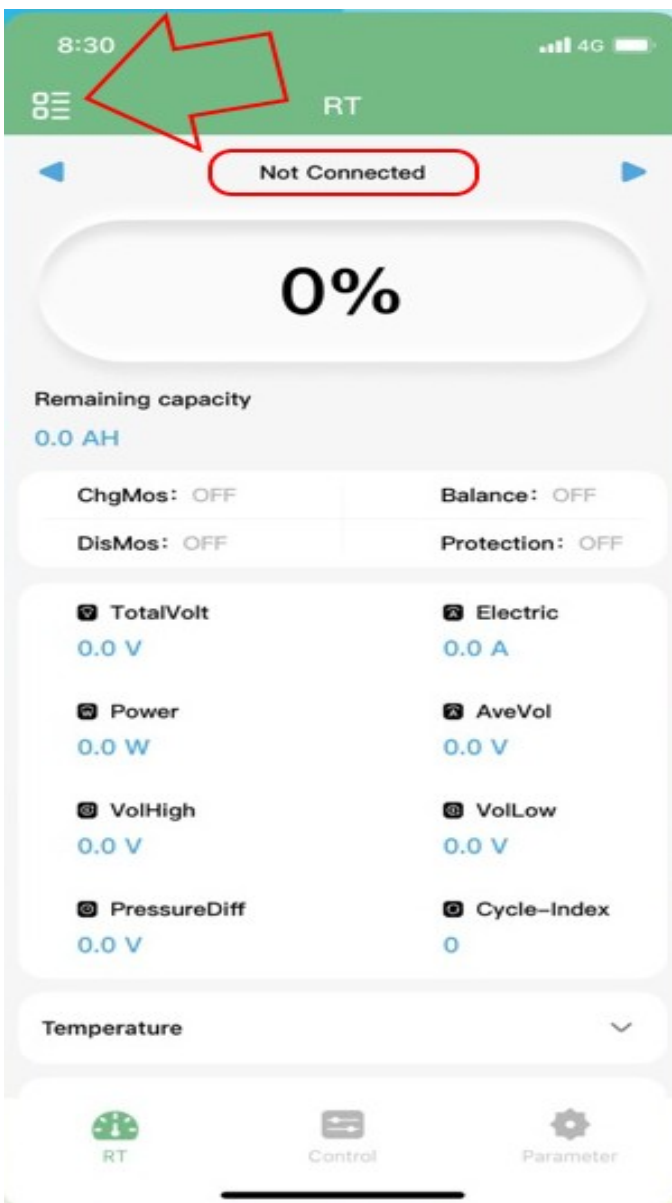 8:30 4G
RT
Not Connected
0%
Remaining capacity
0.0 AH
ChgMos: OFF Balance: OFF
DisMos: OFF Protection: OFF
TotalVolt Electric
0.0 V 0.0 A
Power AveVol
0.0 W 0.0 V
VolHigh VolLow
0.0 V 0.0 V
PressureDiff Cycle-Index
0.0 V 0
Temperature
RT Control Parameter